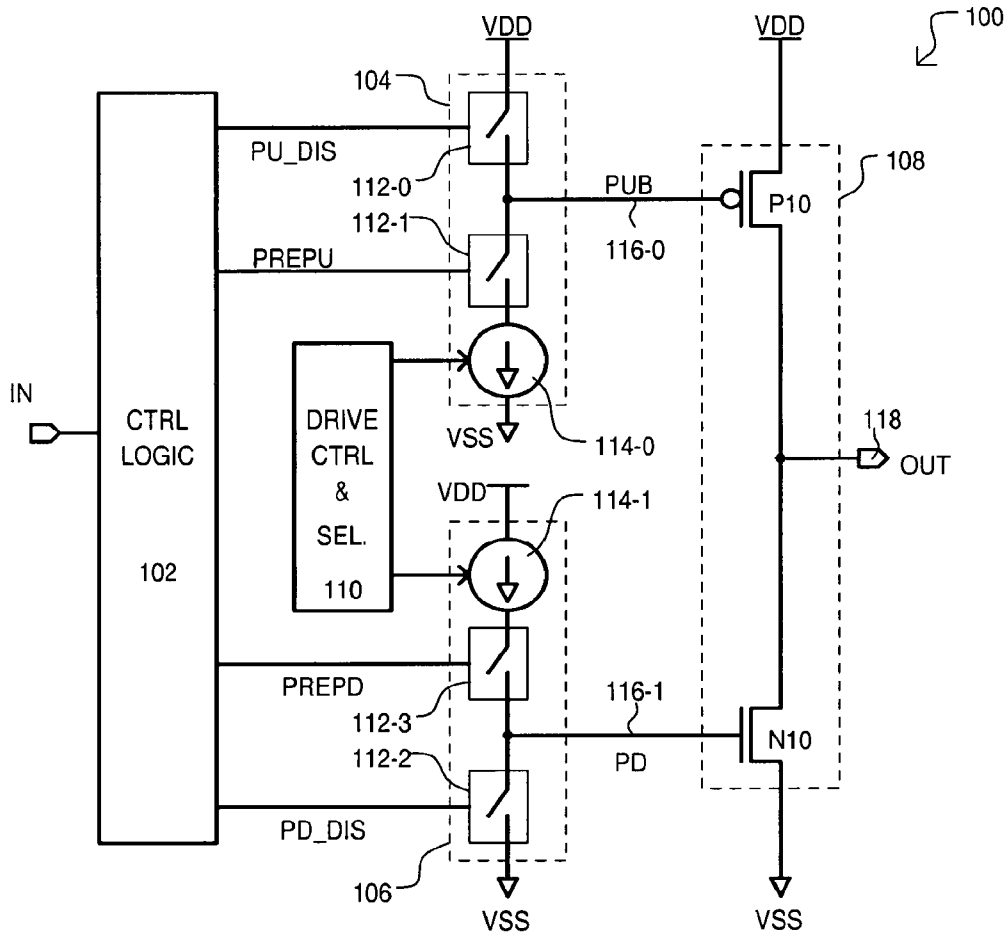 100
VDD
VDD
104
108
PU_DIS
112-0
PUB
P10
112-1
116-0
PREPU
IN
CTRL
LOGIC
102
DRIVE
CTRL
&
SEL.
110
VSS
114-0
118
OUT
VDD
114-1
PREPD
116-1
112-3
PD
N10
112-2
PD_DIS
106
VSS
VSS